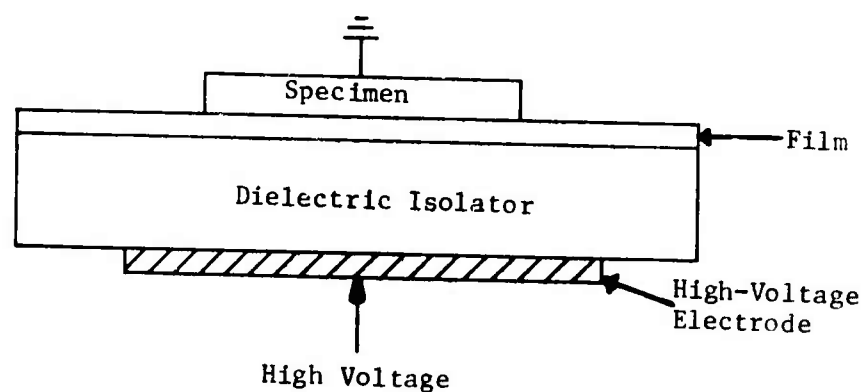 Specimen
Film
Dielectric Isolator
High-Voltage
Electrode
High Voltage